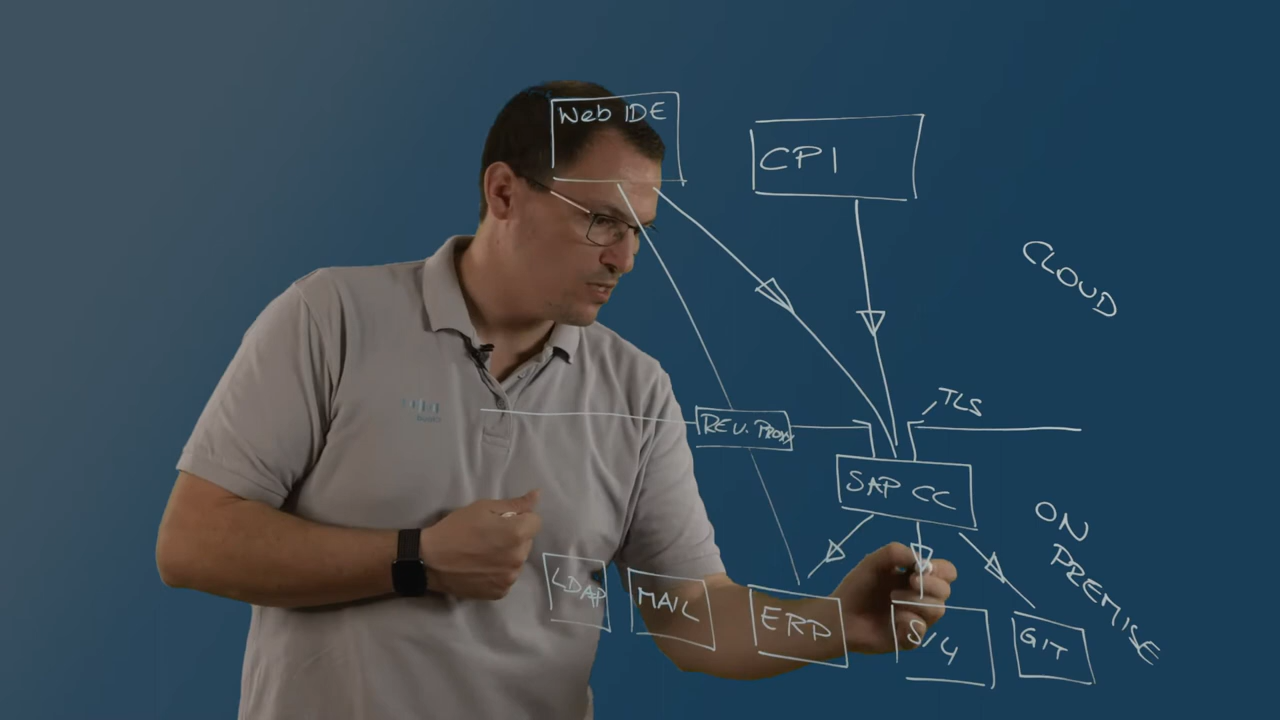 Web IDE
CPI
CLOUD
TLS
REV. PROXY
SAP CC
ON
PREMISE
LDAP
MAIL
ERP
S/4
GIT